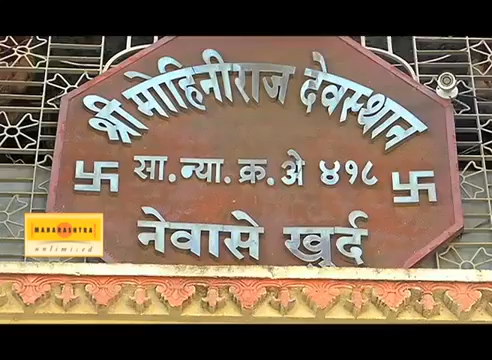 श्री मोहिनीराज देवस्थान
सा.न्या.क्र.अे ४१८
नेवासे खुर्द
MAHARASHTRA
unlimited